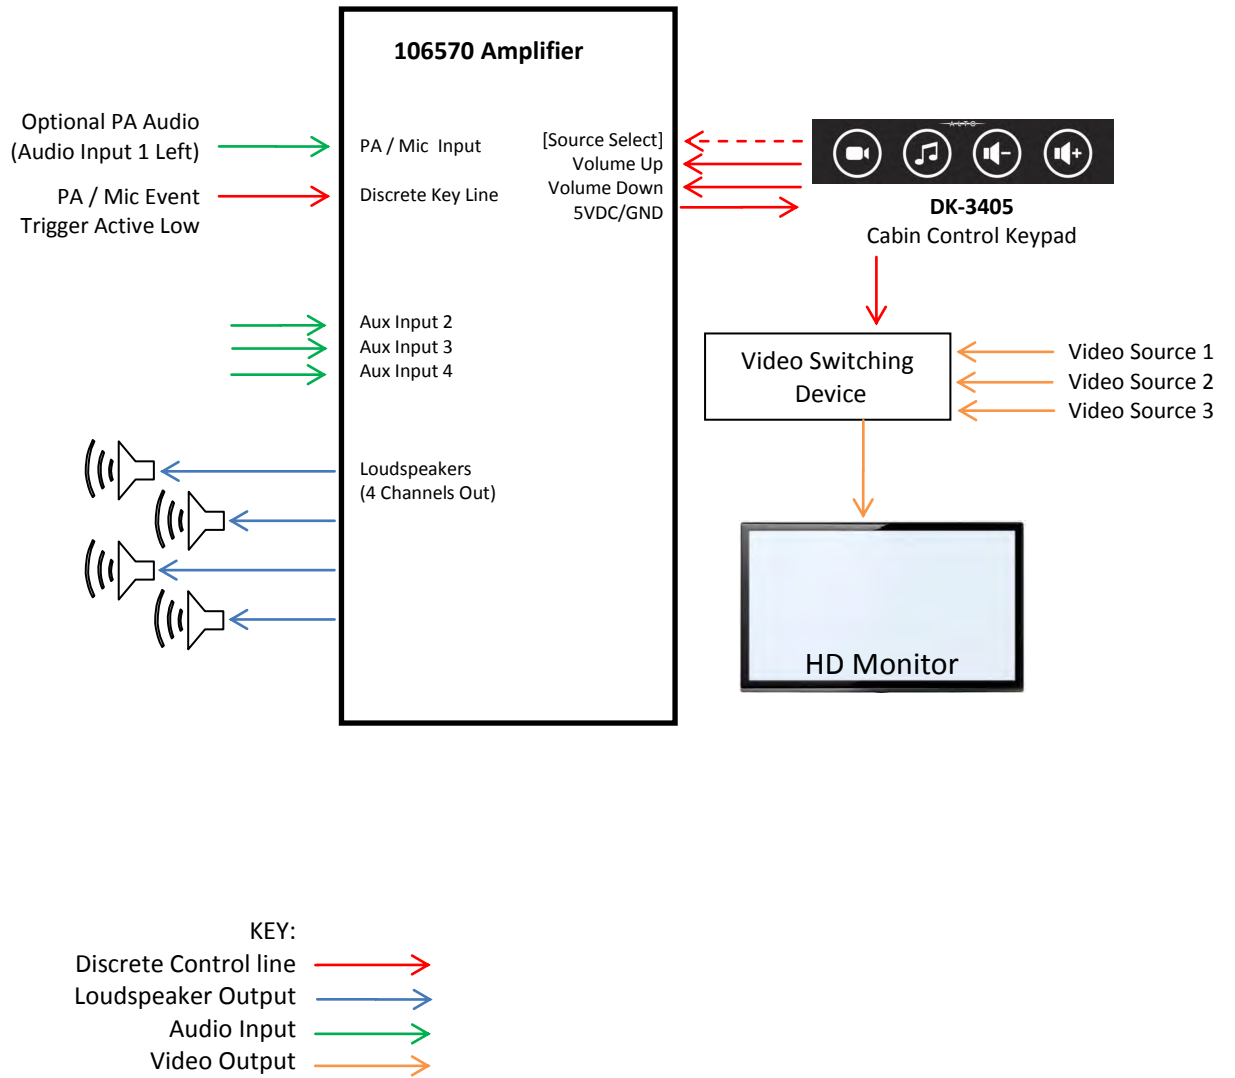 106570 Amplifier
Optional PA Audio
(Audio Input 1 Left)
PA / Mic Event
Trigger Active Low
PA / Mic  Input
Discrete Key Line
[Source Select]
Volume Up
Volume Down
5VDC/GND
ALTO
DK-3405
Cabin Control Keypad
Aux Input 2
Aux Input 3
Aux Input 4
Video Switching
Device
Video Source 1
Video Source 2
Video Source 3
Loudspeakers
(4 Channels Out)
HD Monitor
KEY:
Discrete Control line
Loudspeaker Output
Audio Input
Video Output